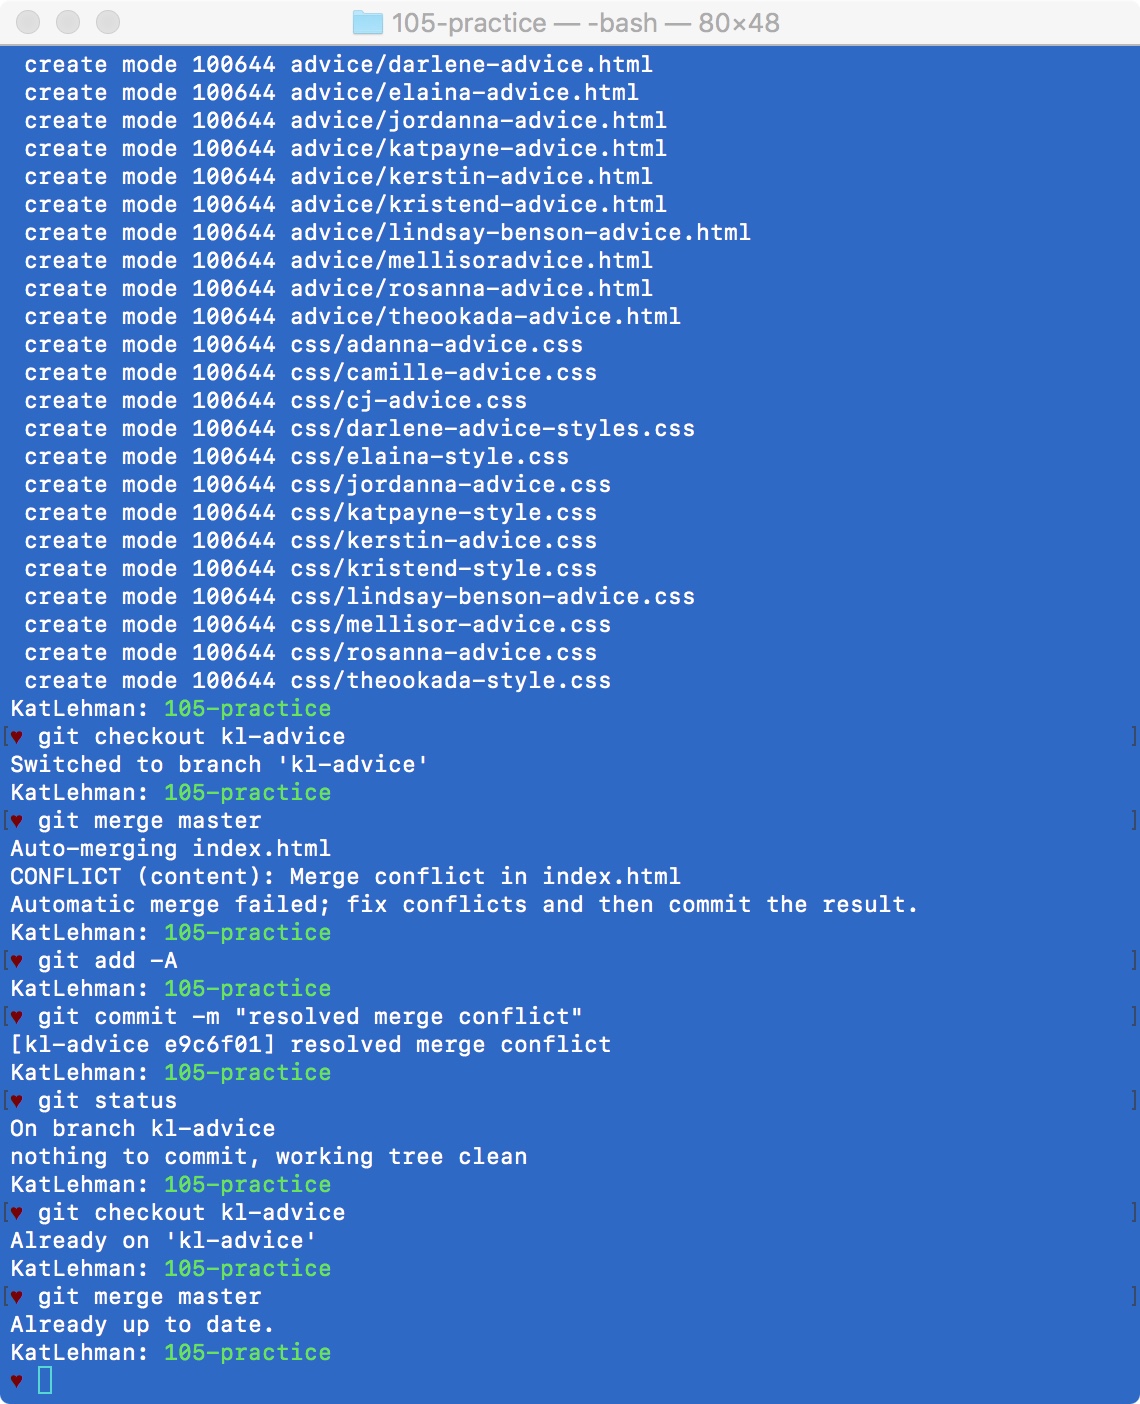 105-practice — -bash — 80×48
create mode 100644 advice/darlene-advice.html
create mode 100644 advice/elaina-advice.html
create mode 100644 advice/jordanna-advice.html
create mode 100644 advice/katpayne-advice.html
create mode 100644 advice/kerstin-advice.html
create mode 100644 advice/kristend-advice.html
create mode 100644 advice/lindsay-benson-advice.html
create mode 100644 advice/mellisoradvice.html
create mode 100644 advice/rosanna-advice.html
create mode 100644 advice/theookada-advice.html
create mode 100644 css/adanna-advice.css
create mode 100644 css/camille-advice.css
create mode 100644 css/cj-advice.css
create mode 100644 css/darlene-advice-styles.css
create mode 100644 css/elaina-style.css
create mode 100644 css/jordanna-advice.css
create mode 100644 css/katpayne-style.css
create mode 100644 css/kerstin-advice.css
create mode 100644 css/kristend-style.css
create mode 100644 css/lindsay-benson-advice.css
create mode 100644 css/mellisor-advice.css
create mode 100644 css/rosanna-advice.css
create mode 100644 css/theookada-style.css
KatLehman: 105-practice
[♥ git checkout kl-advice ]
Switched to branch 'kl-advice'
KatLehman: 105-practice
[♥ git merge master ]
Auto-merging index.html
CONFLICT (content): Merge conflict in index.html
Automatic merge failed; fix conflicts and then commit the result.
KatLehman: 105-practice
[♥ git add -A ]
KatLehman: 105-practice
[♥ git commit -m "resolved merge conflict" ]
[kl-advice e9c6f01] resolved merge conflict
KatLehman: 105-practice
[♥ git status ]
On branch kl-advice
nothing to commit, working tree clean
KatLehman: 105-practice
[♥ git checkout kl-advice ]
Already on 'kl-advice'
KatLehman: 105-practice
[♥ git merge master ]
Already up to date.
KatLehman: 105-practice
♥